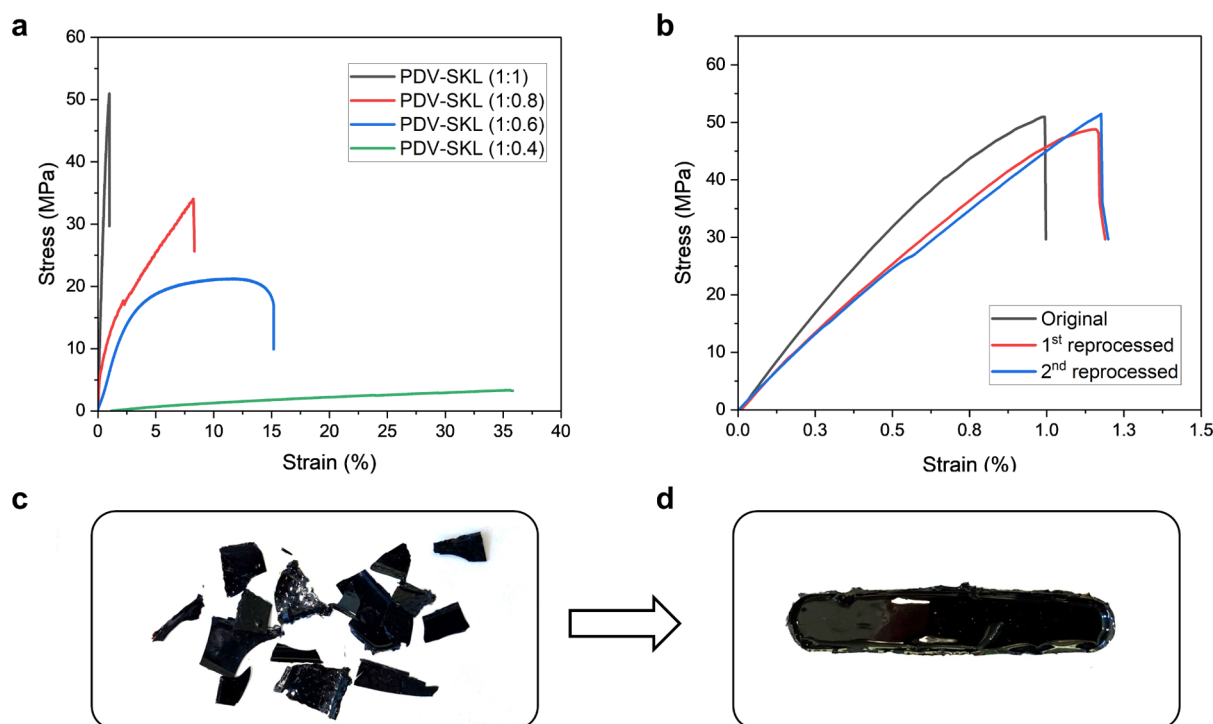 a
60
50
40
30
20
10
0
Stress (MPa)
PDV-SKL (1:1)
PDV-SKL (1:0.8)
PDV-SKL (1:0.6)
PDV-SKL (1:0.4)
0 5 10 15 20 25 30 35 40
Strain (%)
b
60
50
40
30
20
10
0
Stress (MPa)
Original
1st reprocessed
2nd reprocessed
0.0 0.3 0.5 0.8 1.0 1.3 1.5
Strain (%)
c
d